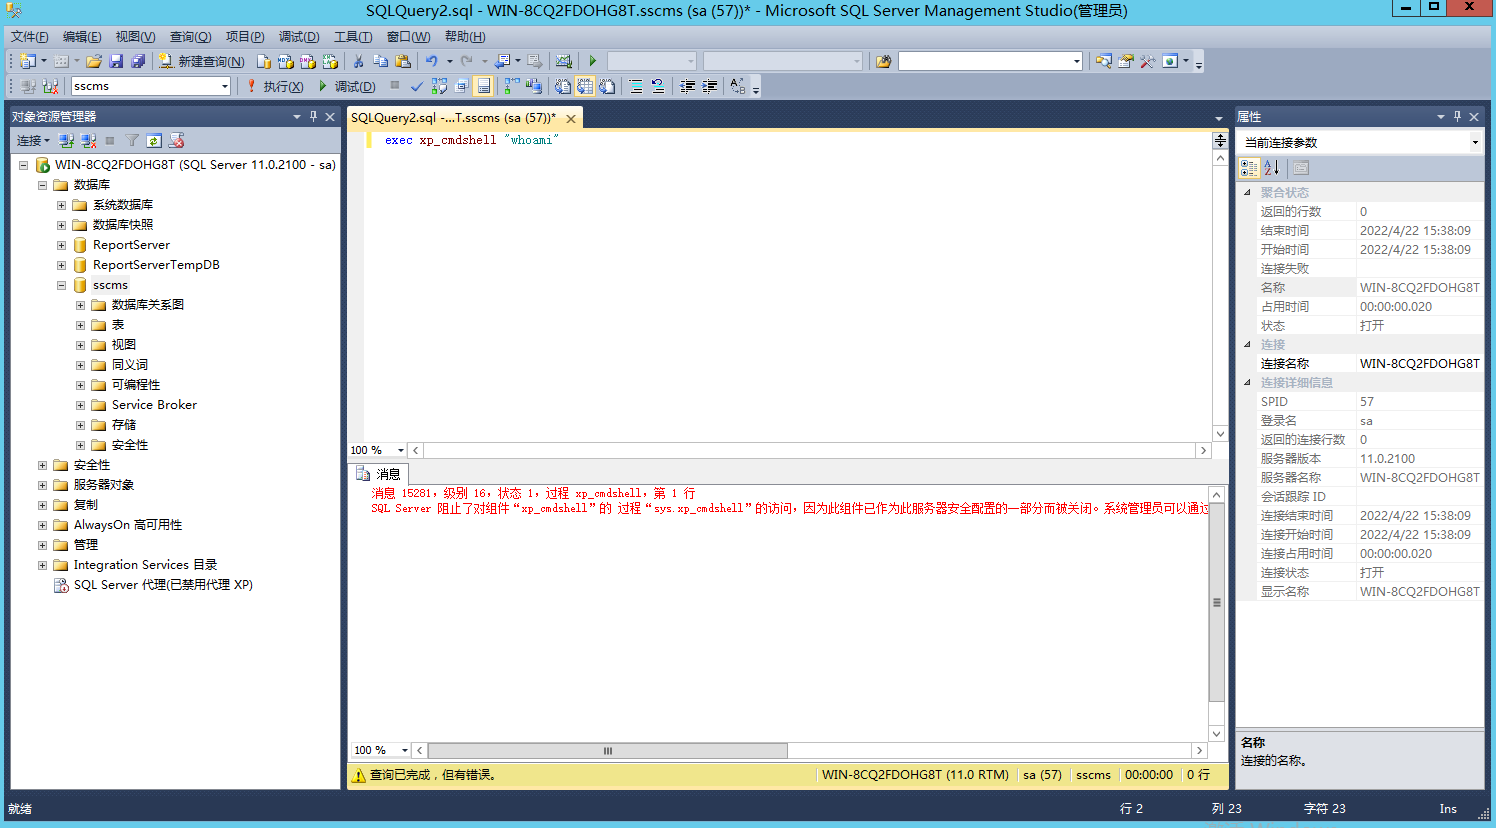 SQLQuery2.sql - WIN-8CQ2FDOHG8T.sscms (sa (57))* - Microsoft SQL Server Management Studio(管理员)
文件(F) 编辑(E) 视图(V) 查询(Q) 项目(P) 调试(D) 工具(T) 窗口(W) 帮助(H)
新建查询(N)
sscms
执行(X)
调试(D)
对象资源管理器
连接
WIN-8CQ2FDOHG8T (SQL Server 11.0.2100 - sa)
数据库
系统数据库
数据库快照
ReportServer
ReportServerTempDB
sscms
数据库关系图
表
视图
同义词
可编程性
Service Broker
存储
安全性
安全性
服务器对象
复制
AlwaysOn 高可用性
管理
Integration Services 目录
SQL Server 代理(已禁用代理 XP)
SQLQuery2.sql -...T.sscms (sa (57))*
exec xp_cmdshell "whoami"
100 %
消息
消息 15281，级别 16，状态 1，过程 xp_cmdshell，第 1 行
SQL Server 阻止了对组件“xp_cmdshell”的 过程“sys.xp_cmdshell”的访问，因为此组件已作为此服务器安全配置的一部分而被关闭。系统管理员可以通过
100 %
查询已完成，但有错误。
WIN-8CQ2FDOHG8T (11.0 RTM) sa (57) sscms 00:00:00 0 行
属性
当前连接参数
聚合状态
返回的行数 0
结束时间 2022/4/22 15:38:09
开始时间 2022/4/22 15:38:09
连接失败
名称 WIN-8CQ2FDOHG8T
占用时间 00:00:00.020
状态 打开
连接
连接名称 WIN-8CQ2FDOHG8T
连接详细信息
SPID 57
登录名 sa
返回的连接行数 0
服务器版本 11.0.2100
服务器名称 WIN-8CQ2FDOHG8T
会话跟踪 ID
连接结束时间 2022/4/22 15:38:09
连接开始时间 2022/4/22 15:38:09
连接占用时间 00:00:00.020
连接状态 打开
显示名称 WIN-8CQ2FDOHG8T
名称
连接的名称。
就绪
行 2 列 23 字符 23 Ins